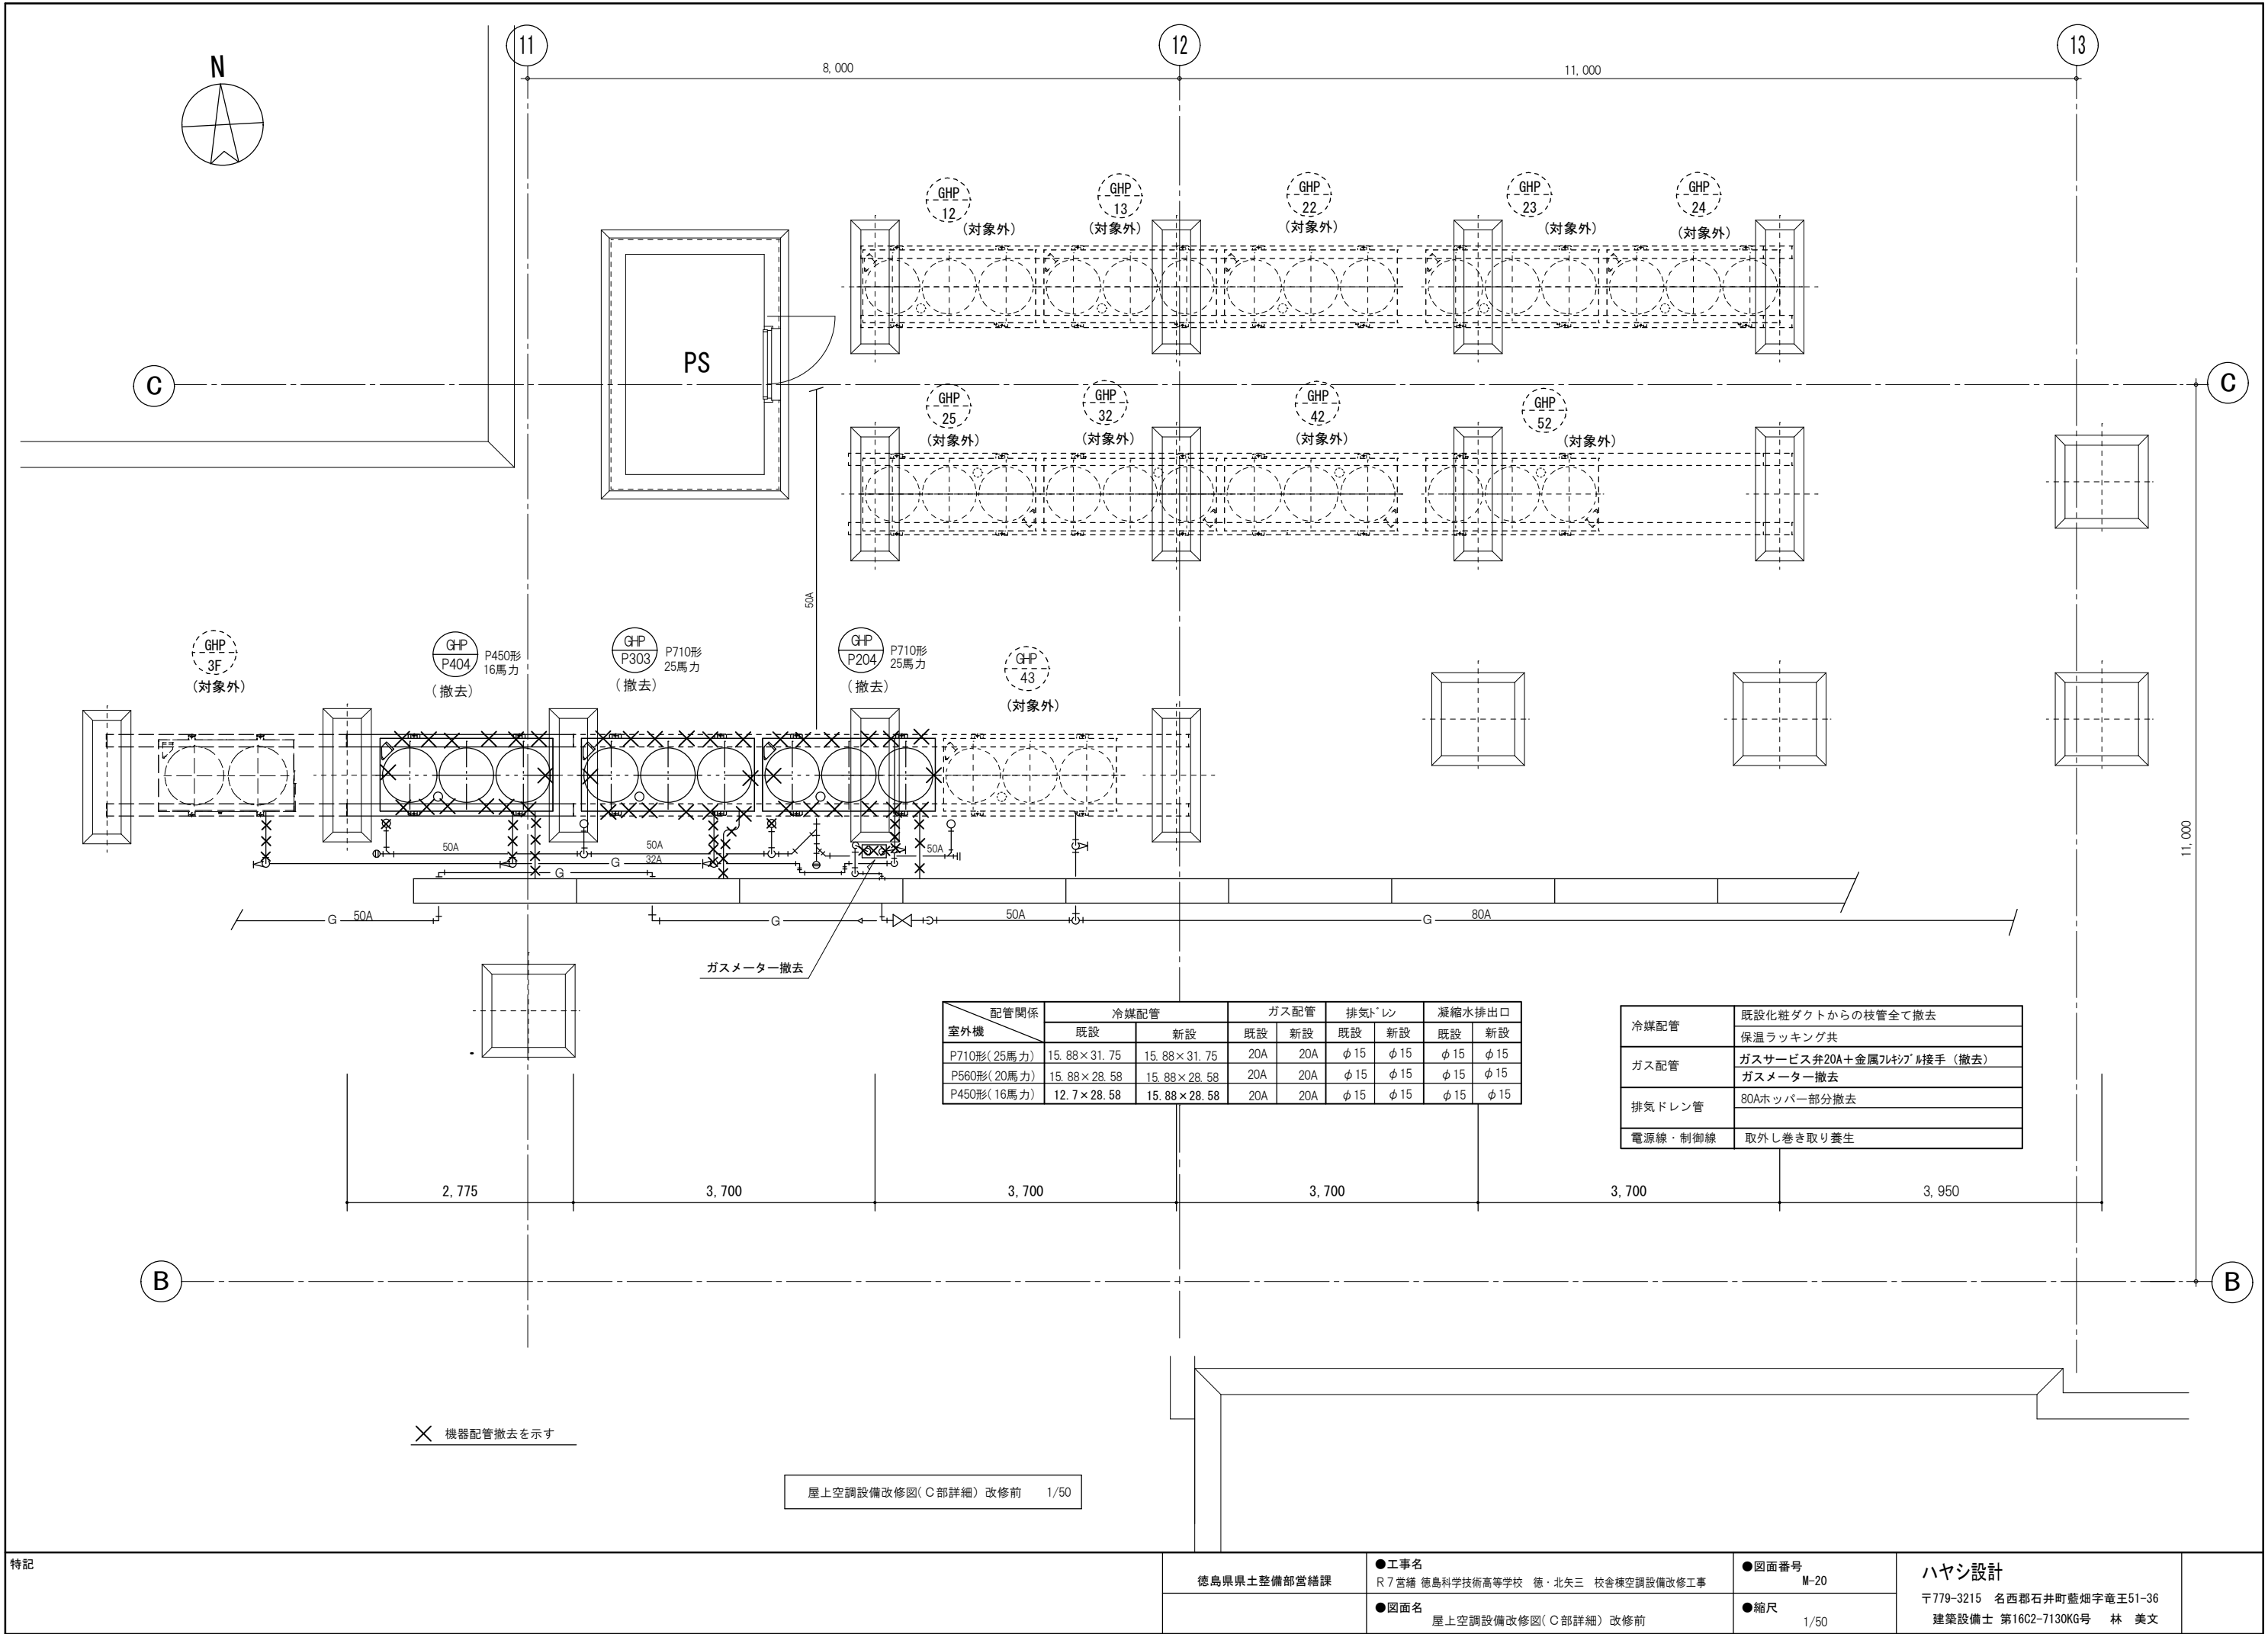 11
12
13
N
8,000
11,000
GHP
12
(対象外)
GHP
13
(対象外)
GHP
22
(対象外)
GHP
23
(対象外)
GHP
24
(対象外)
PS
C
C
GHP
25
(対象外)
GHP
32
(対象外)
GHP
42
(対象外)
GHP
52
(対象外)
50A
GHP
3F
(対象外)
GHP
P404
P450形
16馬力
(撤去)
GHP
P303
P710形
25馬力
(撤去)
GHP
P204
P710形
25馬力
(撤去)
GHP
43
(対象外)
11,000
50A
50A
50A
G
32A
G
G 50A
G
50A
G
80A
ガスメーター撤去
配管関係 冷媒配管 ガス配管 排気ドレン 凝縮水排出口
室外機 既設 新設 既設 新設 既設 新設 既設 新設
P710形(25馬力) 15.88×31.75 15.88×31.75 20A 20A φ15 φ15 φ15 φ15
P560形(20馬力) 15.88×28.58 15.88×28.58 20A 20A φ15 φ15 φ15 φ15
P450形(16馬力) 12.7×28.58 15.88×28.58 20A 20A φ15 φ15 φ15 φ15
冷媒配管 既設化粧ダクトからの枝管全て撤去
保温ラッキング共
ガス配管 ガスサービス弁20A+金属フレキシブル接手(撤去)
ガスメーター撤去
排気ドレン管 80Aホッパー部分撤去
電源線・制御線 取外し巻き取り養生
2,775
3,700
3,700
3,700
3,700
3,950
B
B
機器配管撤去を示す
屋上空調設備改修図(C部詳細) 改修前 1/50
特記
徳島県県土整備部営繕課
●工事名
R7営繕 徳島科学技術高等学校 徳・北矢三 校舎棟空調設備改修工事
●図面名
屋上空調設備改修図(C部詳細) 改修前
●図面番号
M-20
●縮尺
1/50
ハヤシ設計
〒779-3215 名西郡石井町藍畑字竜王51-36
建築設備士 第16C2-7130KG号 林 美文